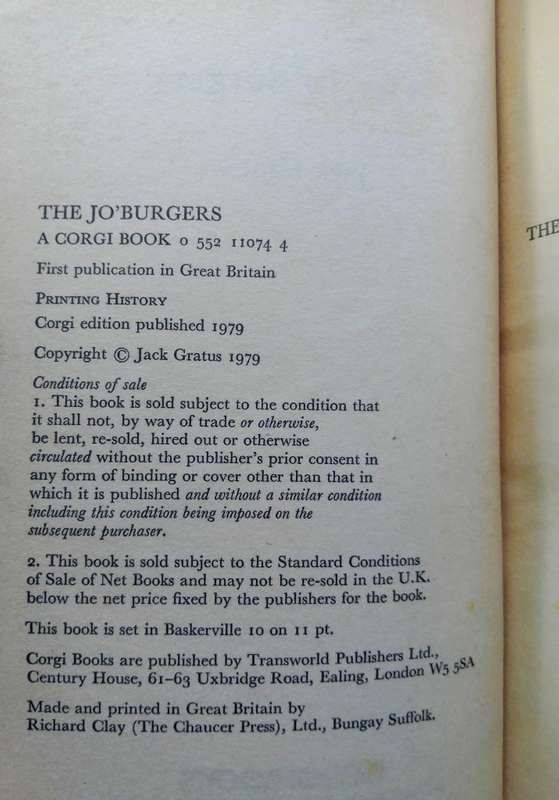 THE JO'BURGERS
A CORGI BOOK 0 552 11074 4
First publication in Great Britain
PRINTING HISTORY
Corgi edition published 1979
Copyright © Jack Gratus 1979
Conditions of sale
1. This book is sold subject to the condition that
it shall not, by way of trade or otherwise,
be lent, re-sold, hired out or otherwise
circulated without the publisher's prior consent in
any form of binding or cover other than that in
which it is published and without a similar condition
including this condition being imposed on the
subsequent purchaser.
2. This book is sold subject to the Standard Conditions
of Sale of Net Books and may not be re-sold in the U.K.
below the net price fixed by the publishers for the book.
This book is set in Baskerville 10 on 11 pt.
Corgi Books are published by Transworld Publishers Ltd.,
Century House, 61–63 Uxbridge Road, Ealing, London W5 5SA
Made and printed in Great Britain by
Richard Clay (The Chaucer Press), Ltd., Bungay Suffolk.
THE